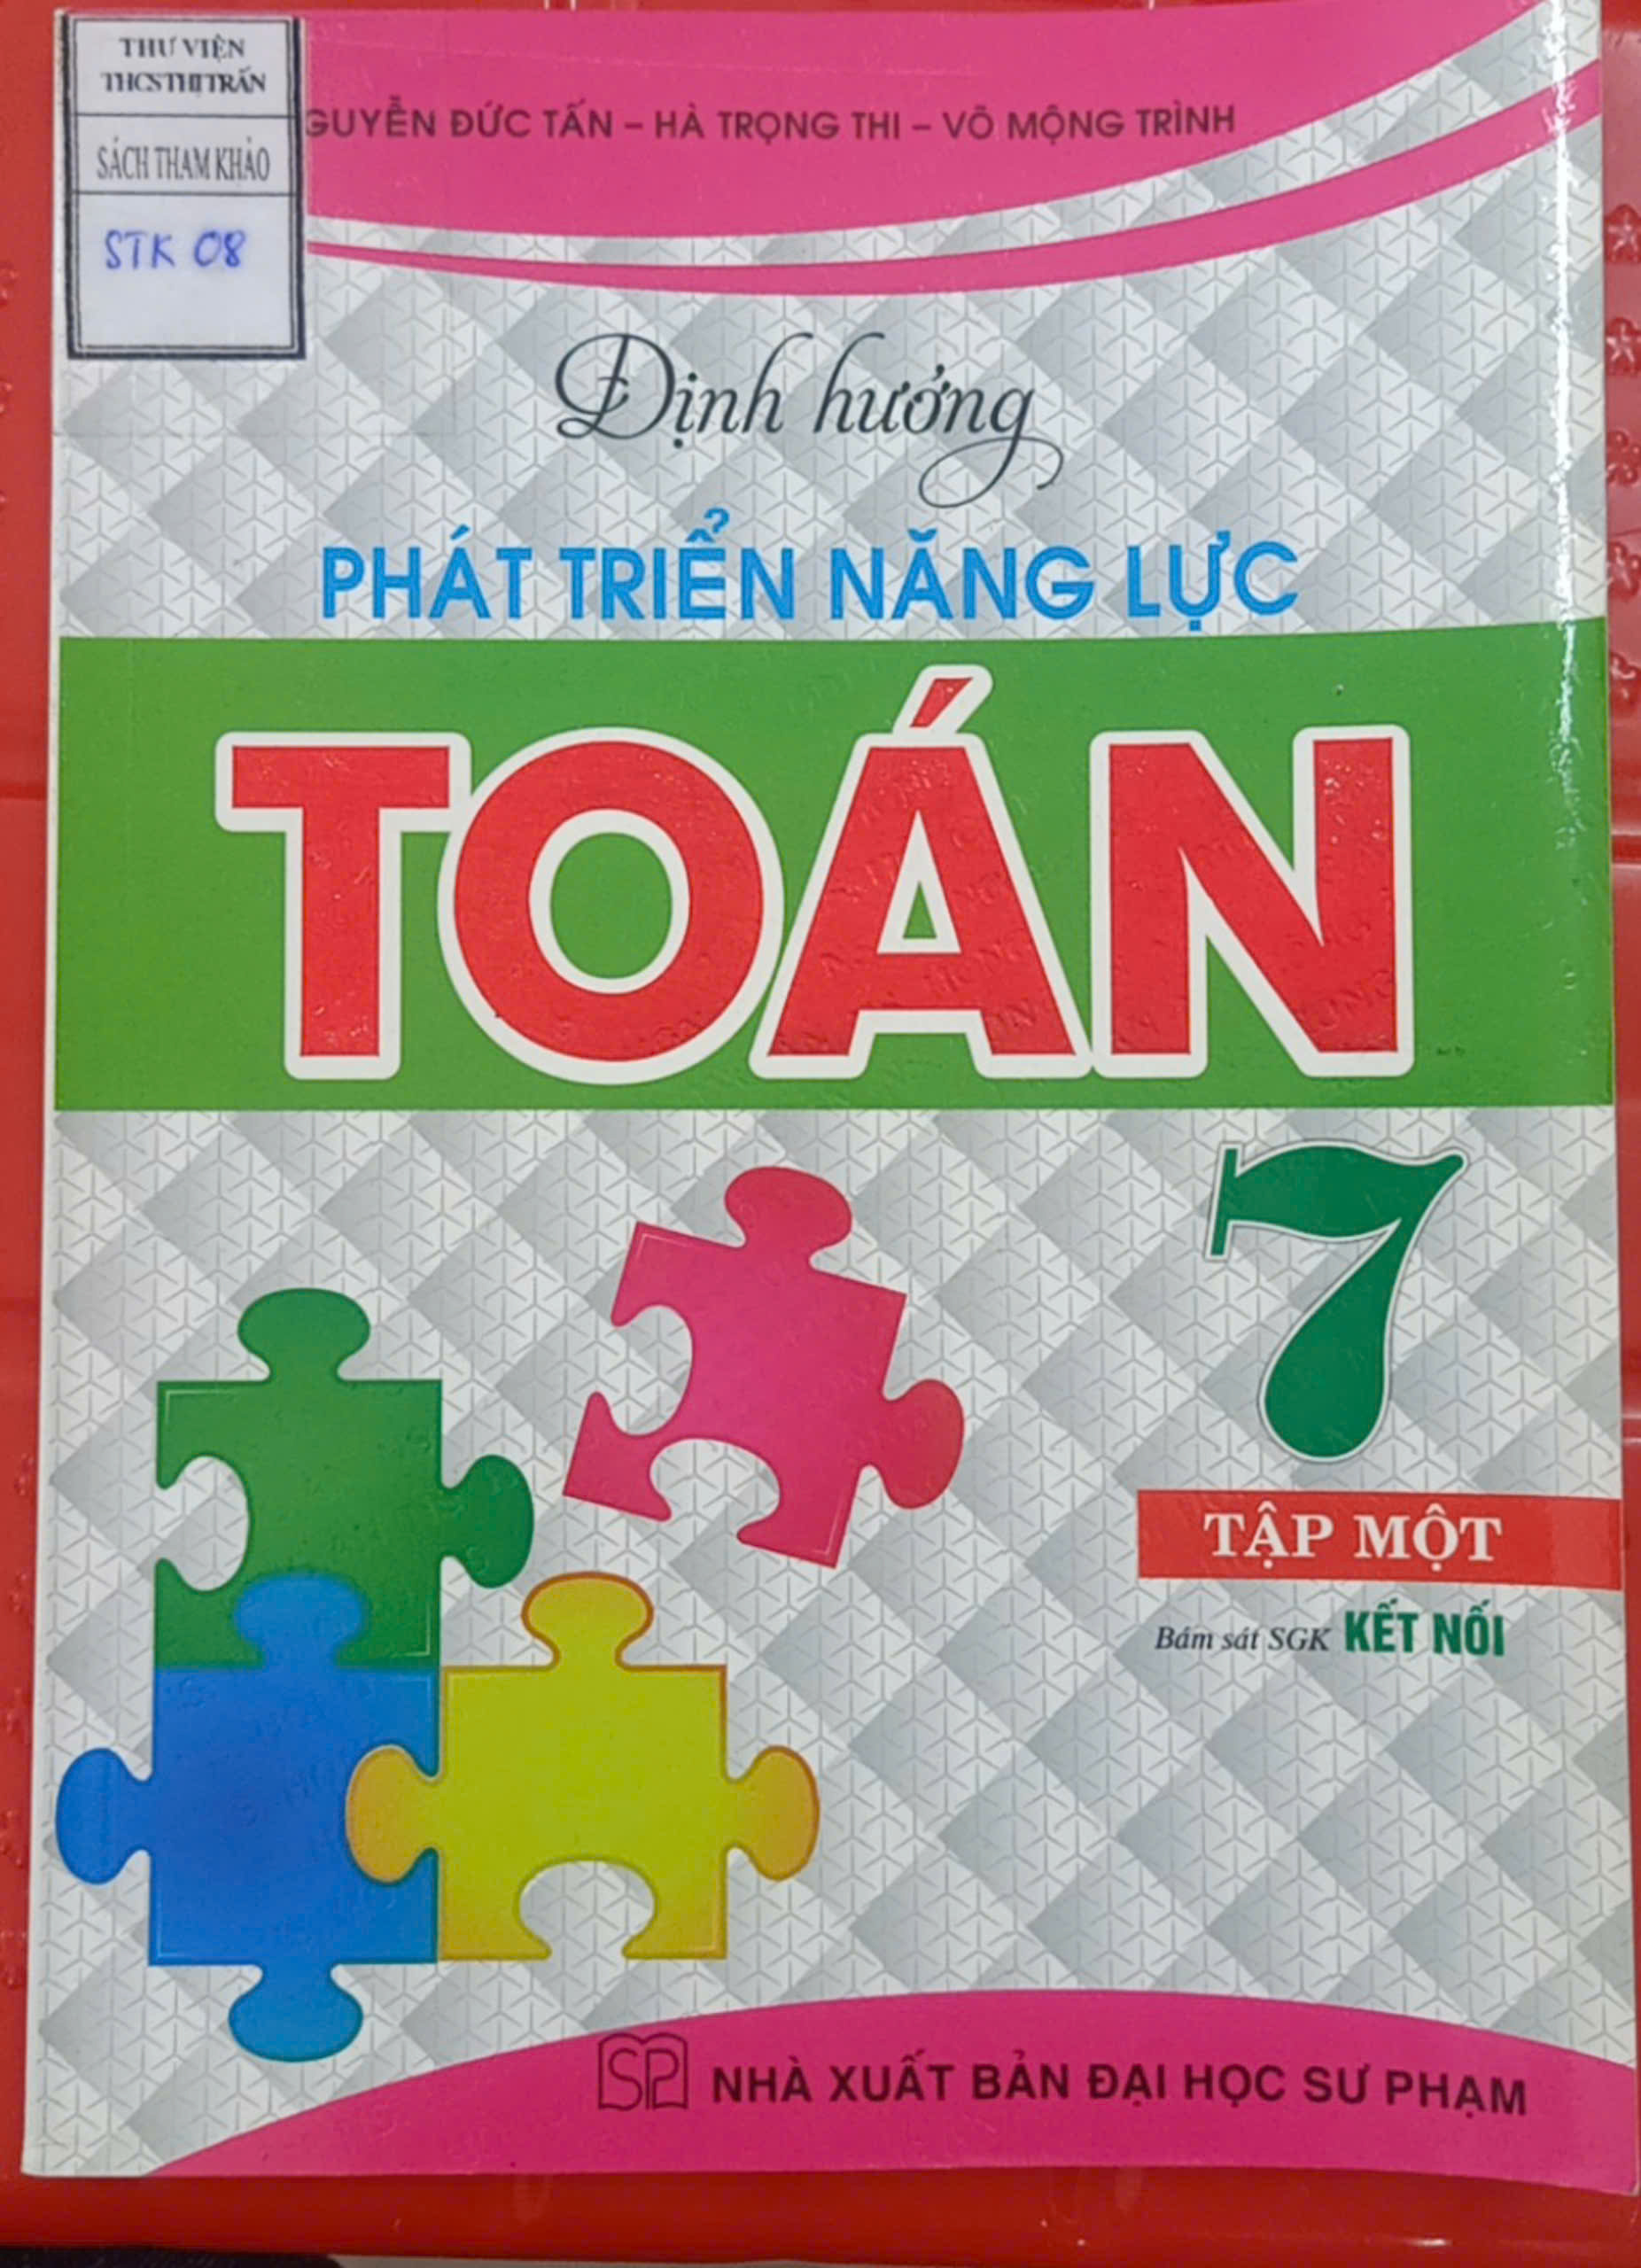 THƯ VIỆN
THCS THỊ TRẤN
SÁCH THAM KHẢO
STK 08
GUYỄN ĐỨC TẤN – HÀ TRỌNG THI – VÕ MỘNG TRÌNH
Định hướng
PHÁT TRIỂN NĂNG LỰC
TOÁN
7
TẬP MỘT
Bám sát SGK KẾT NỐI
SP NHÀ XUẤT BẢN ĐẠI HỌC SƯ PHẠM